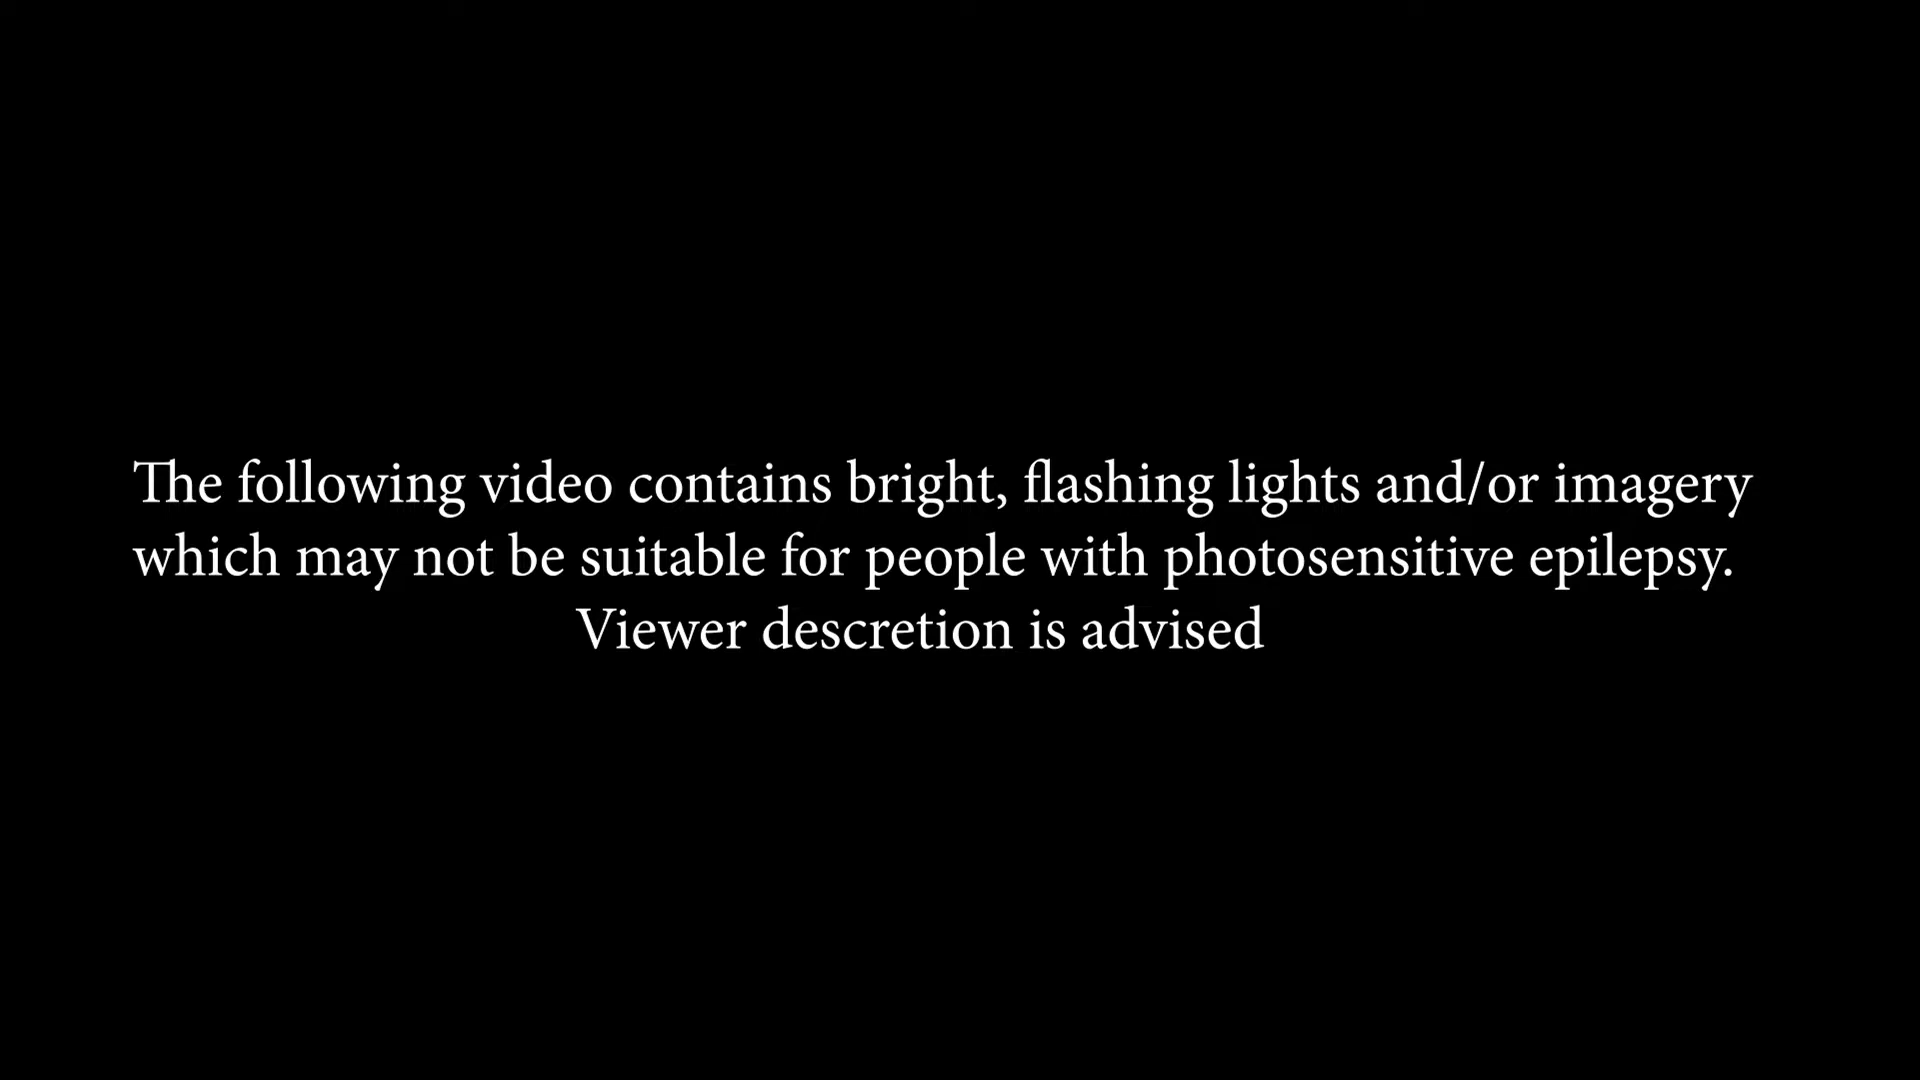 The following video contains bright, flashing lights and/or imagery
which may not be suitable for people with photosensitive epilepsy.
Viewer descretion is advised